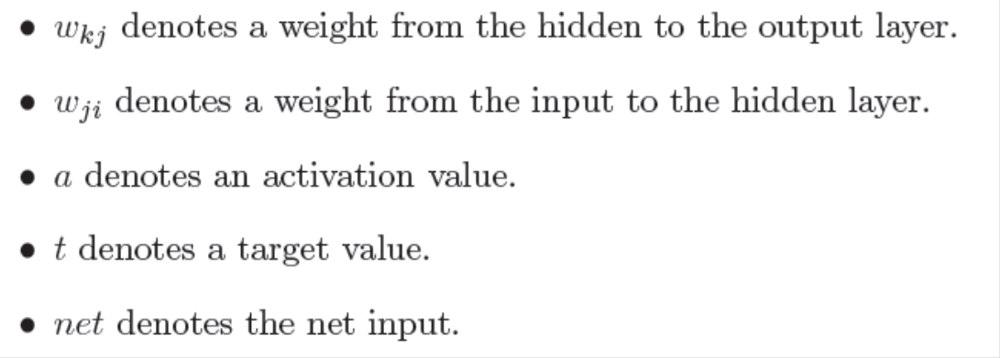 • w_{kj} denotes a weight from the hidden to the output layer.
• w_{ji} denotes a weight from the input to the hidden layer.
• a denotes an activation value.
• t denotes a target value.
• net denotes the net input.